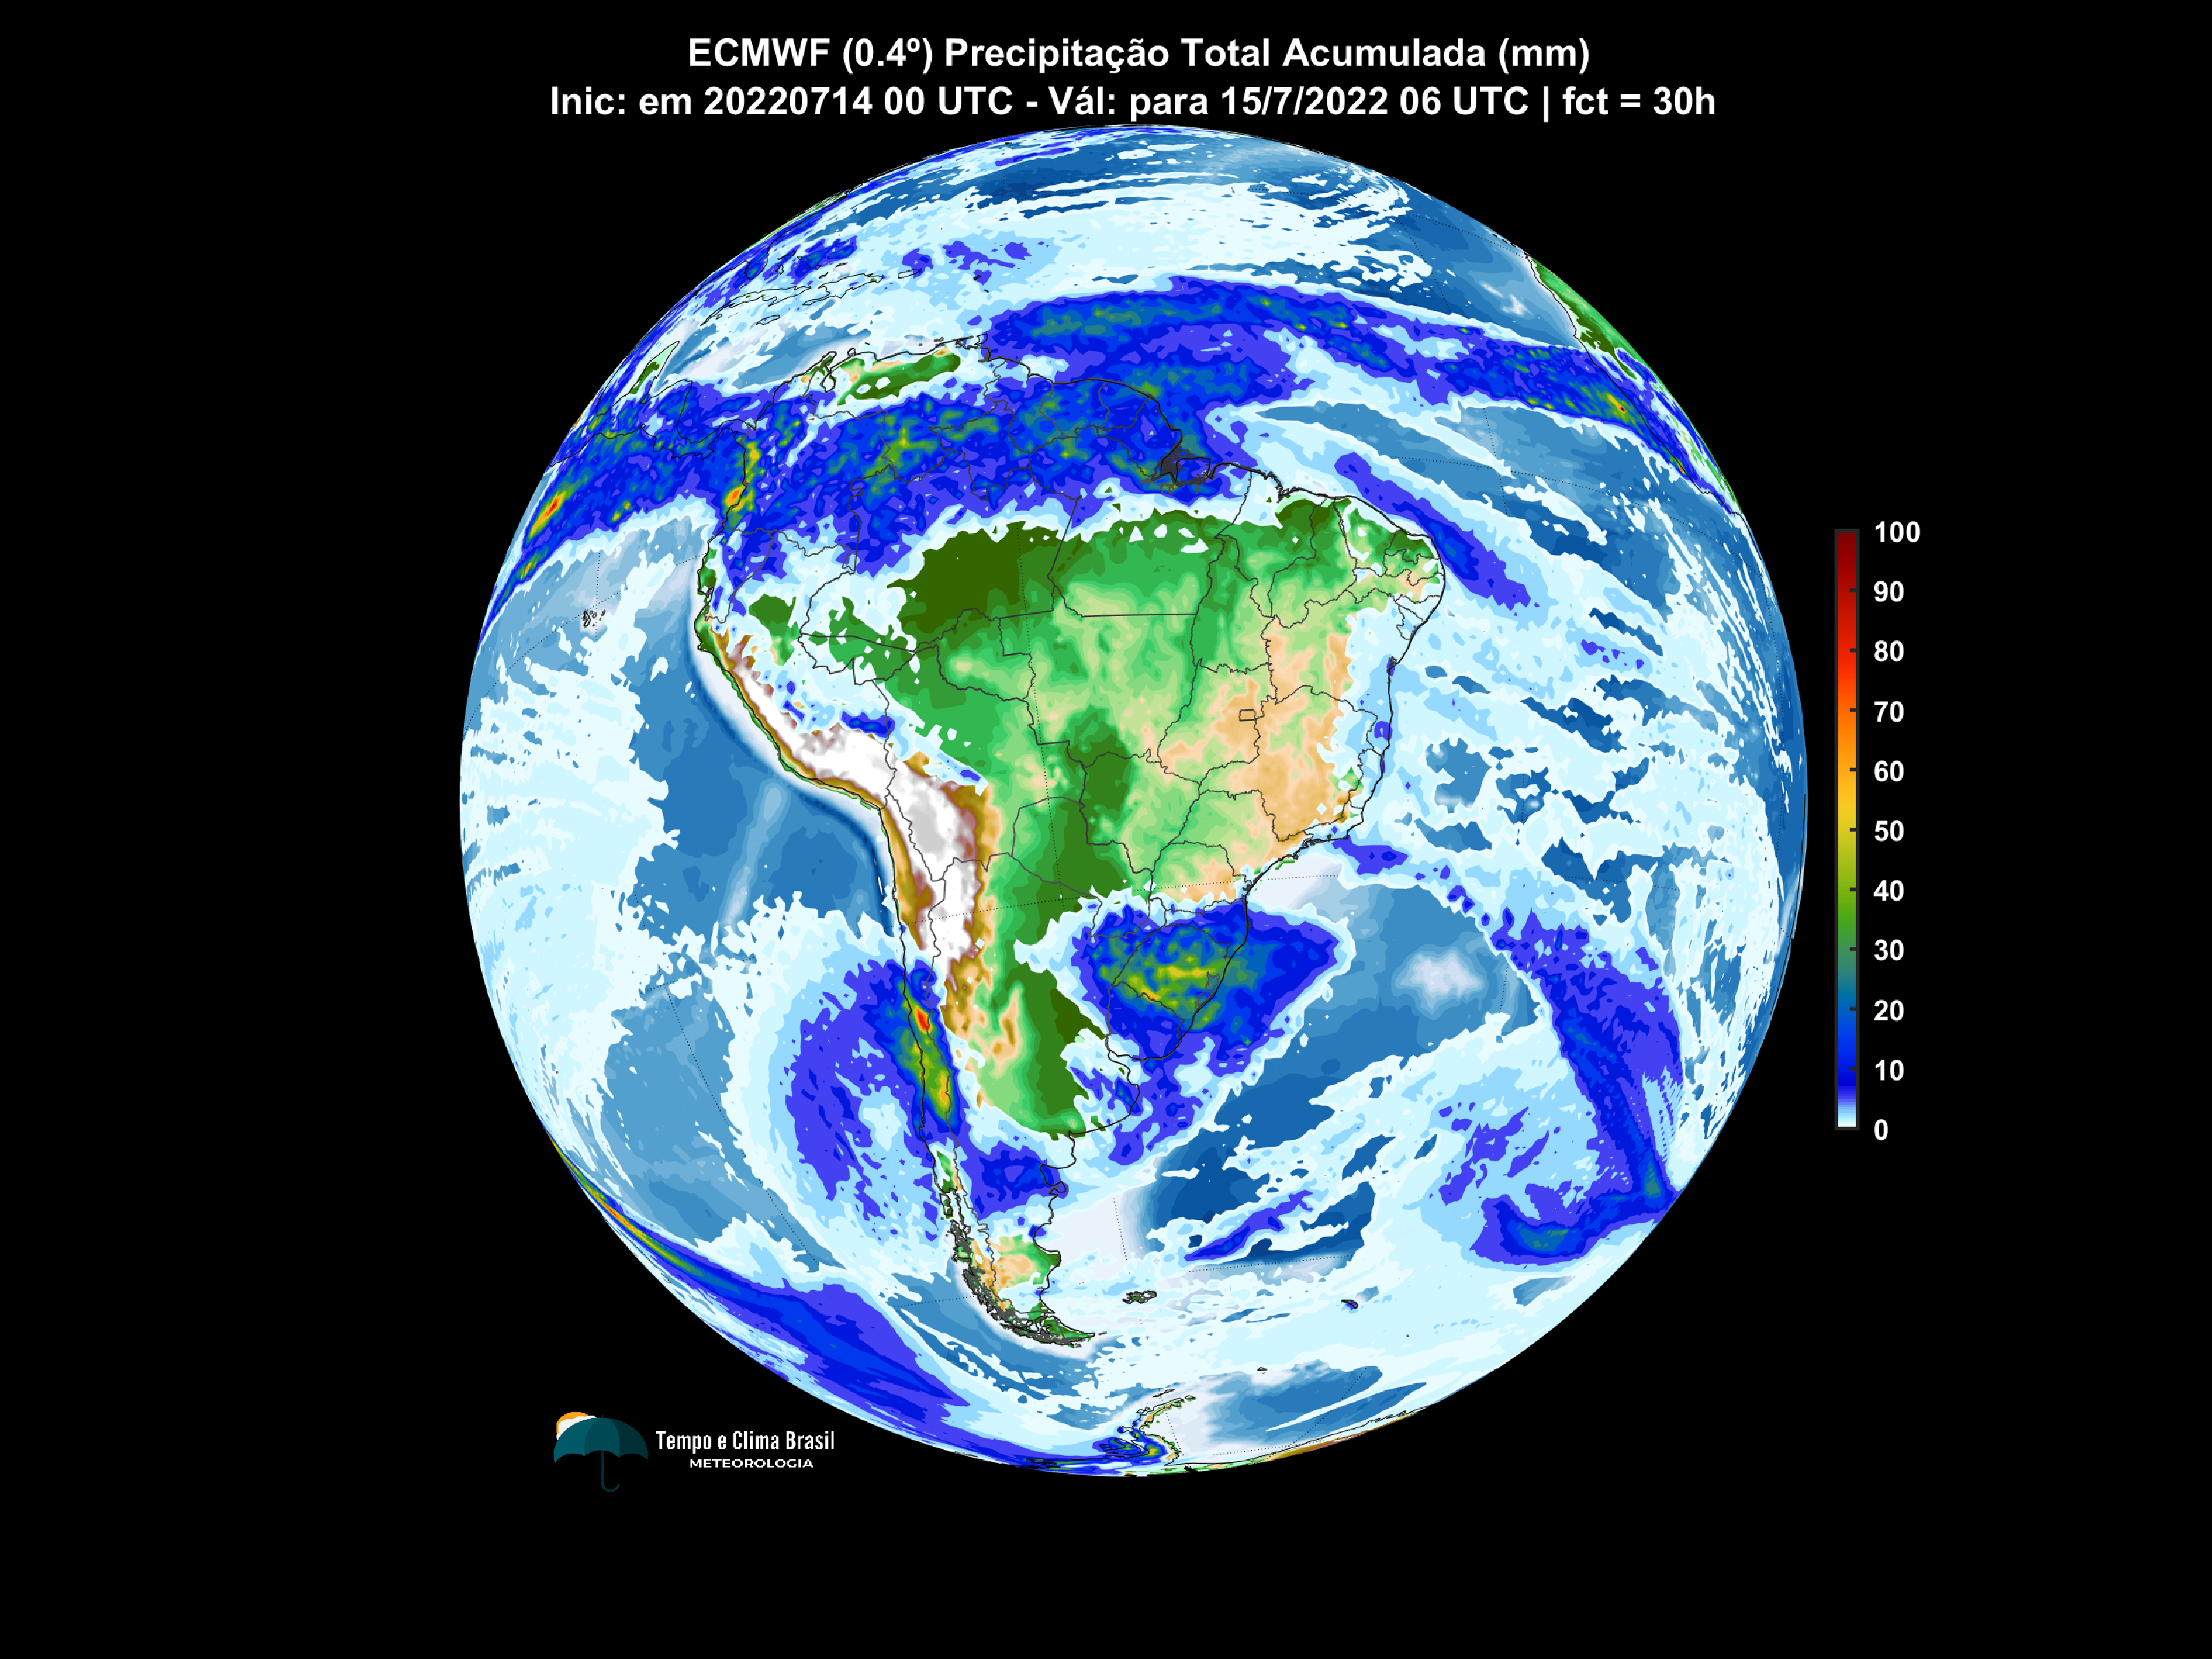 ECMWF (0.4º) Precipitação Total Acumulada (mm)
Inic: em 20220714 00 UTC - Vál: para 15/7/2022 06 UTC | fct = 30h
100
90
80
70
60
50
40
30
20
10
0
Tempo e Clima Brasil
METEOROLOGIA